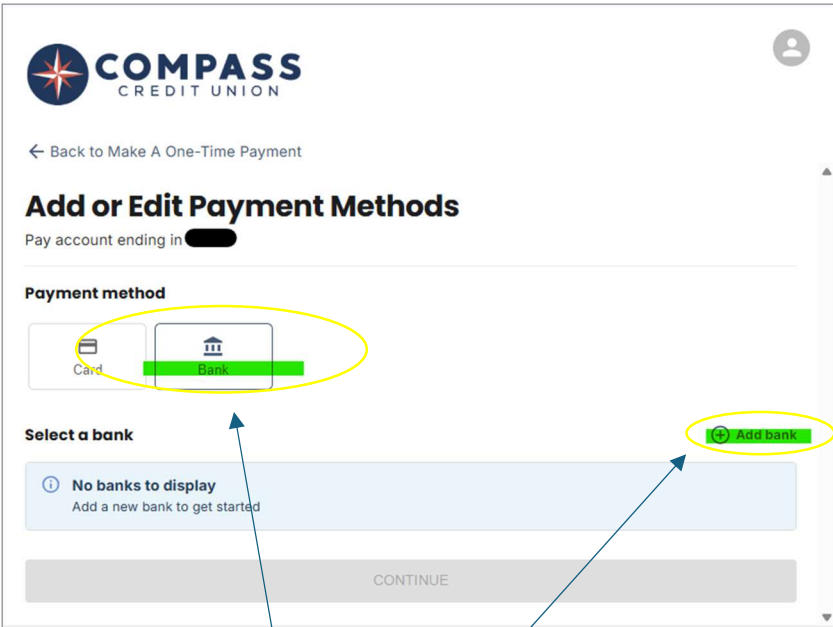 COMPASS
CREDIT UNION
← Back to Make A One-Time Payment
Add or Edit Payment Methods
Pay account ending in
Payment method
Card
Bank
Select a bank
Add bank
No banks to display
Add a new bank to get started
CONTINUE